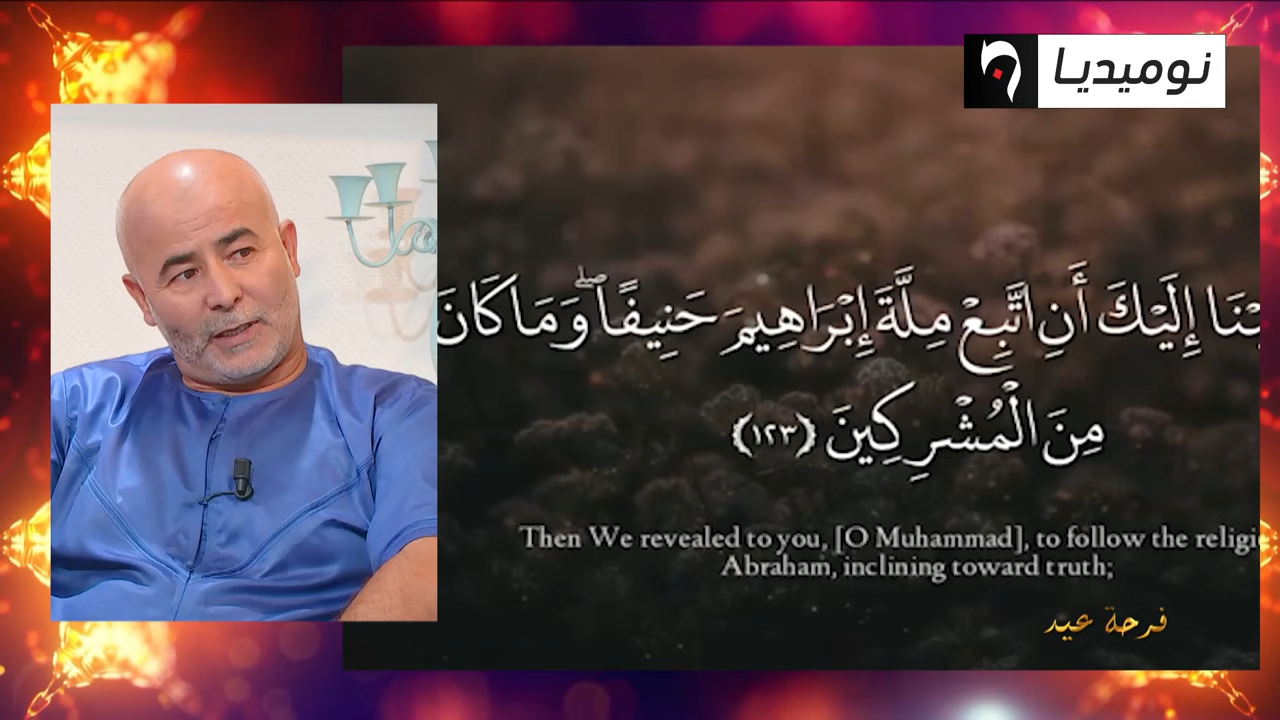 نوميديا
إِلَيْكَ أَنِ اتَّبِعْ مِلَّةَ إِبْرَاهِيمَ حَنِيفًا ۖ وَمَا كَانَ
مِنَ الْمُشْرِكِينَ ﴿١٢٣﴾
Then We revealed to you, [O Muhammad], to follow the
Abraham, inclining toward truth;
فرحة عيد